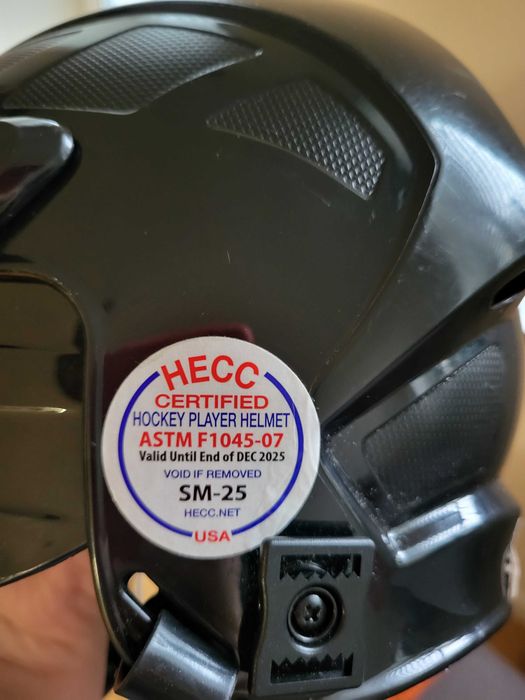 HECC
CERTIFIED
HOCKEY PLAYER HELMET
ASTM F1045-07
Valid Until End of DEC 2025
VOID IF REMOVED
SM-25
HECC.NET
USA